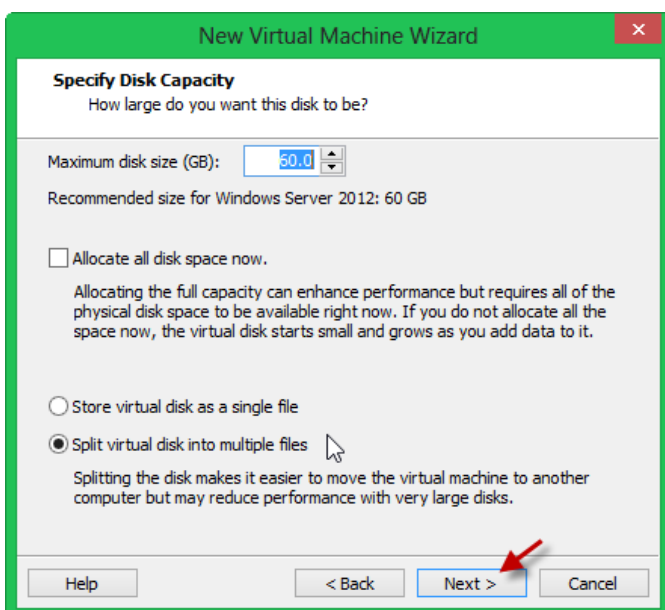 New Virtual Machine Wizard
Specify Disk Capacity
How large do you want this disk to be?
Maximum disk size (GB): 60.0
Recommended size for Windows Server 2012: 60 GB
Allocate all disk space now.
Allocating the full capacity can enhance performance but requires all of the
physical disk space to be available right now. If you do not allocate all the
space now, the virtual disk starts small and grows as you add data to it.
Store virtual disk as a single file
Split virtual disk into multiple files
Splitting the disk makes it easier to move the virtual machine to another
computer but may reduce performance with very large disks.
Help < Back Next > Cancel